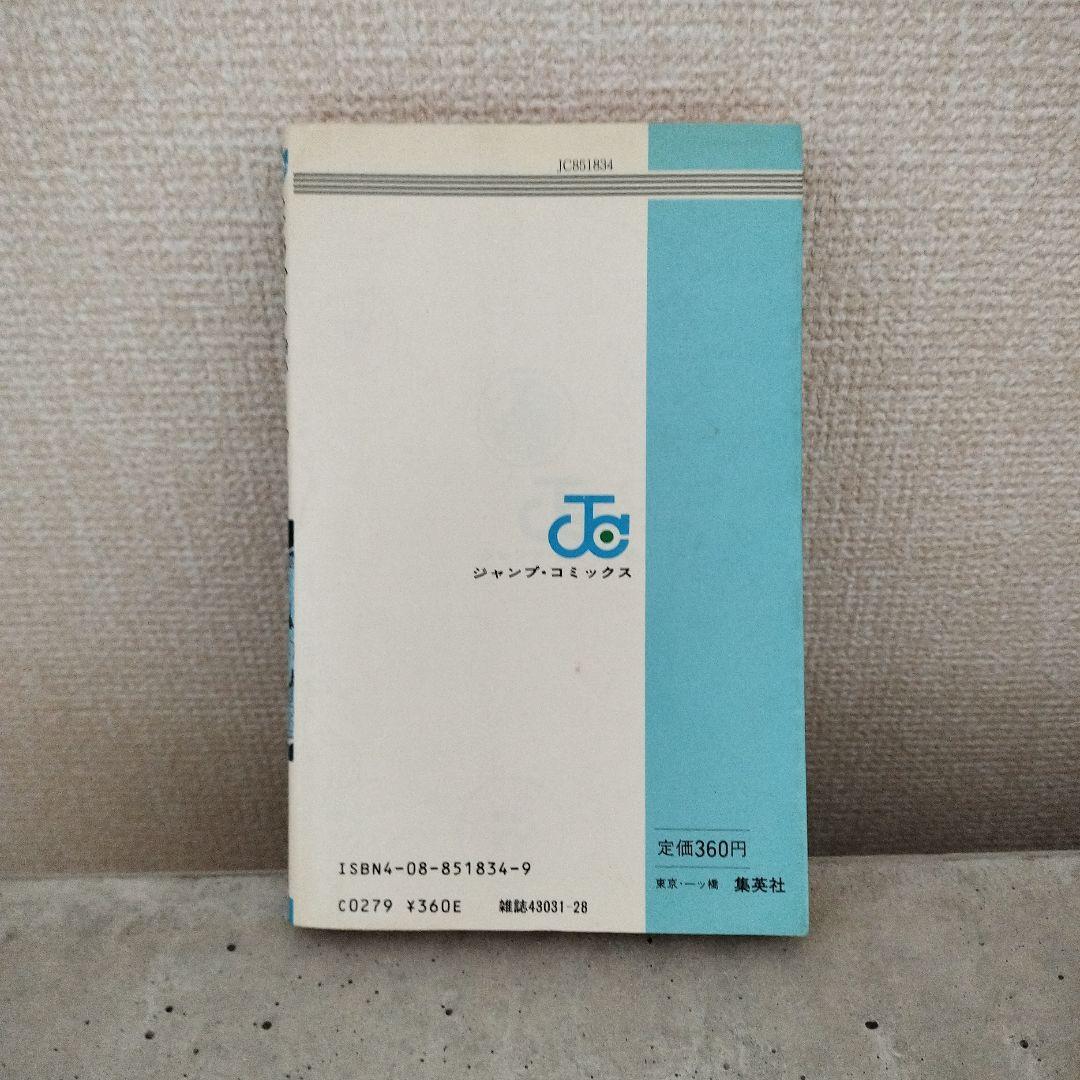 JC851834
JC
ジャンプ・コミックス
定価360円
東京・一ッ橋 集英社
ISBN4-08-851834-9
C0279 ¥360E 雑誌43031-28